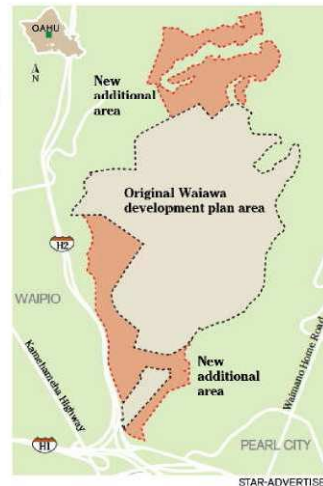 OAHU
N
New
additional
area
Original Waiawa
development plan area
H2
WAIPIO
Kamehameha Highway
New
additional
area
Waimano Home Road
H1
PEARL CITY
STAR-ADVERTISE